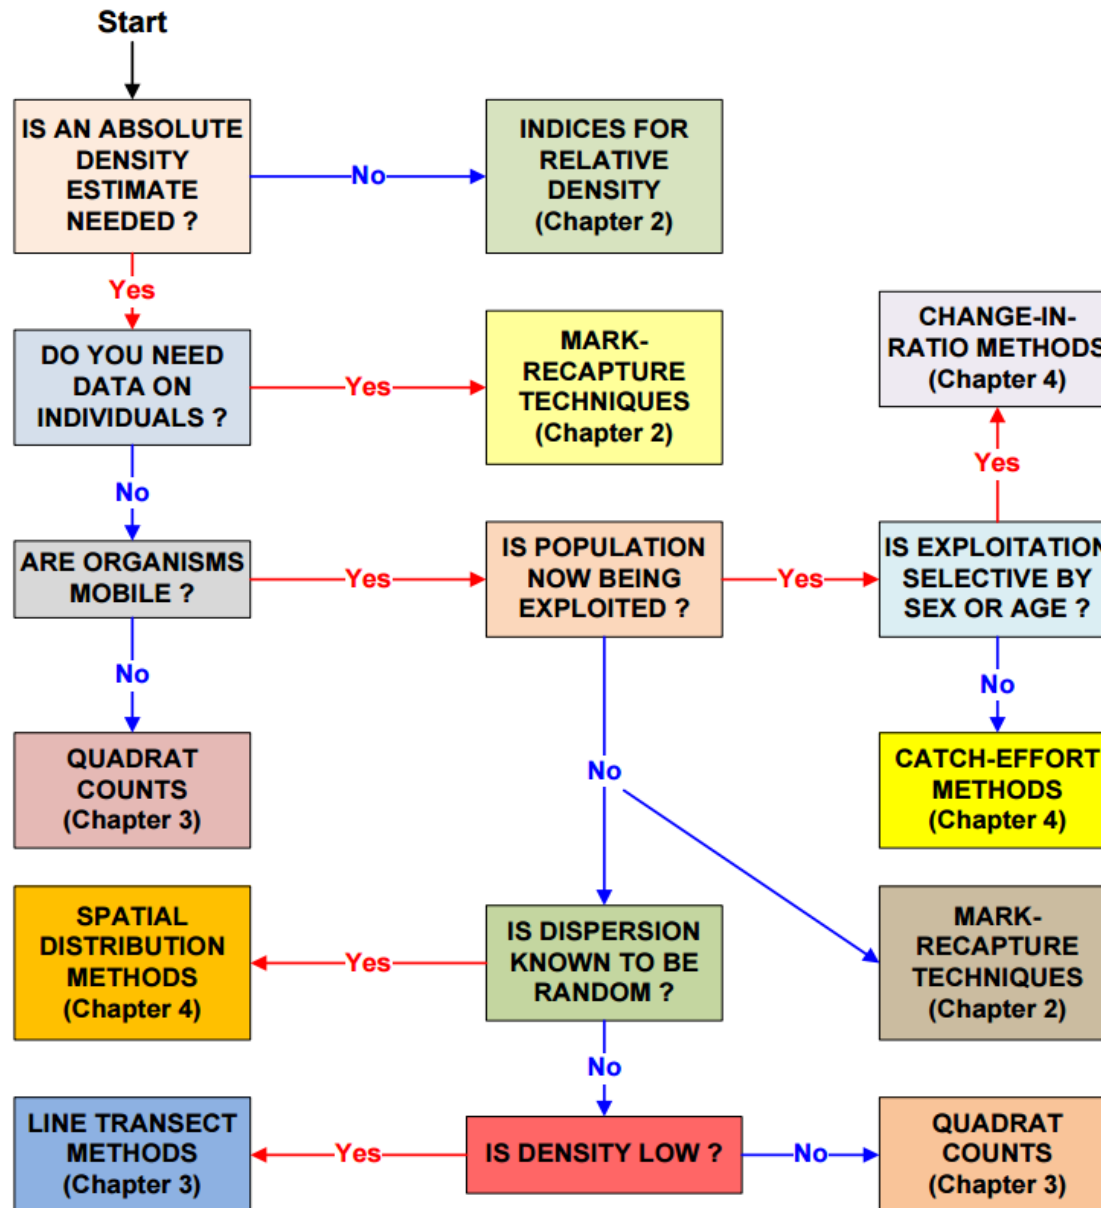 Start
IS AN ABSOLUTE
DENSITY
ESTIMATE
NEEDED ?
No
INDICES FOR
RELATIVE
DENSITY
(Chapter 2)
Yes
DO YOU NEED
DATA ON
INDIVIDUALS ?
Yes
MARK-
RECAPTURE
TECHNIQUES
(Chapter 2)
CHANGE-IN-
RATIO METHODS
(Chapter 4)
No
Yes
ARE ORGANISMS
MOBILE ?
Yes
IS POPULATION
NOW BEING
EXPLOITED ?
Yes
IS EXPLOITATION
SELECTIVE BY
SEX OR AGE ?
No
No
No
QUADRAT
COUNTS
(Chapter 3)
CATCH-EFFORT
METHODS
(Chapter 4)
SPATIAL
DISTRIBUTION
METHODS
(Chapter 4)
Yes
IS DISPERSION
KNOWN TO BE
RANDOM ?
MARK-
RECAPTURE
TECHNIQUES
(Chapter 2)
No
LINE TRANSECT
METHODS
(Chapter 3)
Yes
IS DENSITY LOW ?
No
QUADRAT
COUNTS
(Chapter 3)